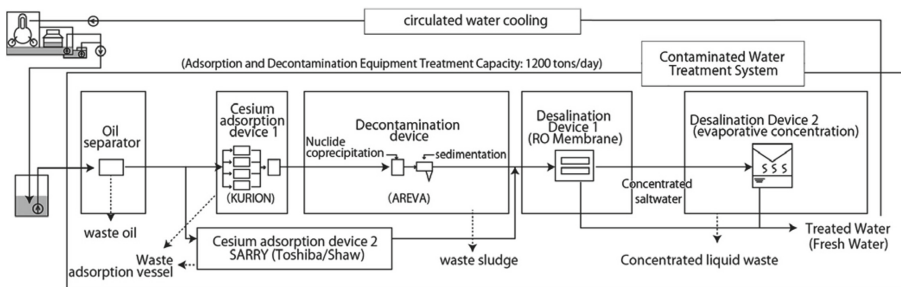 circulated water cooling
Contaminated Water
Treatment System
(Adsorption and Decontamination Equipment Treatment Capacity: 1200 tons/day)
Oil
separator
Cesium
adsorption
device 1
(KURION)
Decontamination
device
Nuclide
coprecipitation
sedimentation
(AREVA)
Desalination
Device 1
(RO Membrane)
Desalination Device 2
(evaporative concentration)
SSS
Concentrated
saltwater
waste oil
Waste
adsorption vessel
Cesium adsorption device 2
SARRY (Toshiba/Shaw)
waste sludge
Concentrated liquid waste
Treated Water
(Fresh Water)